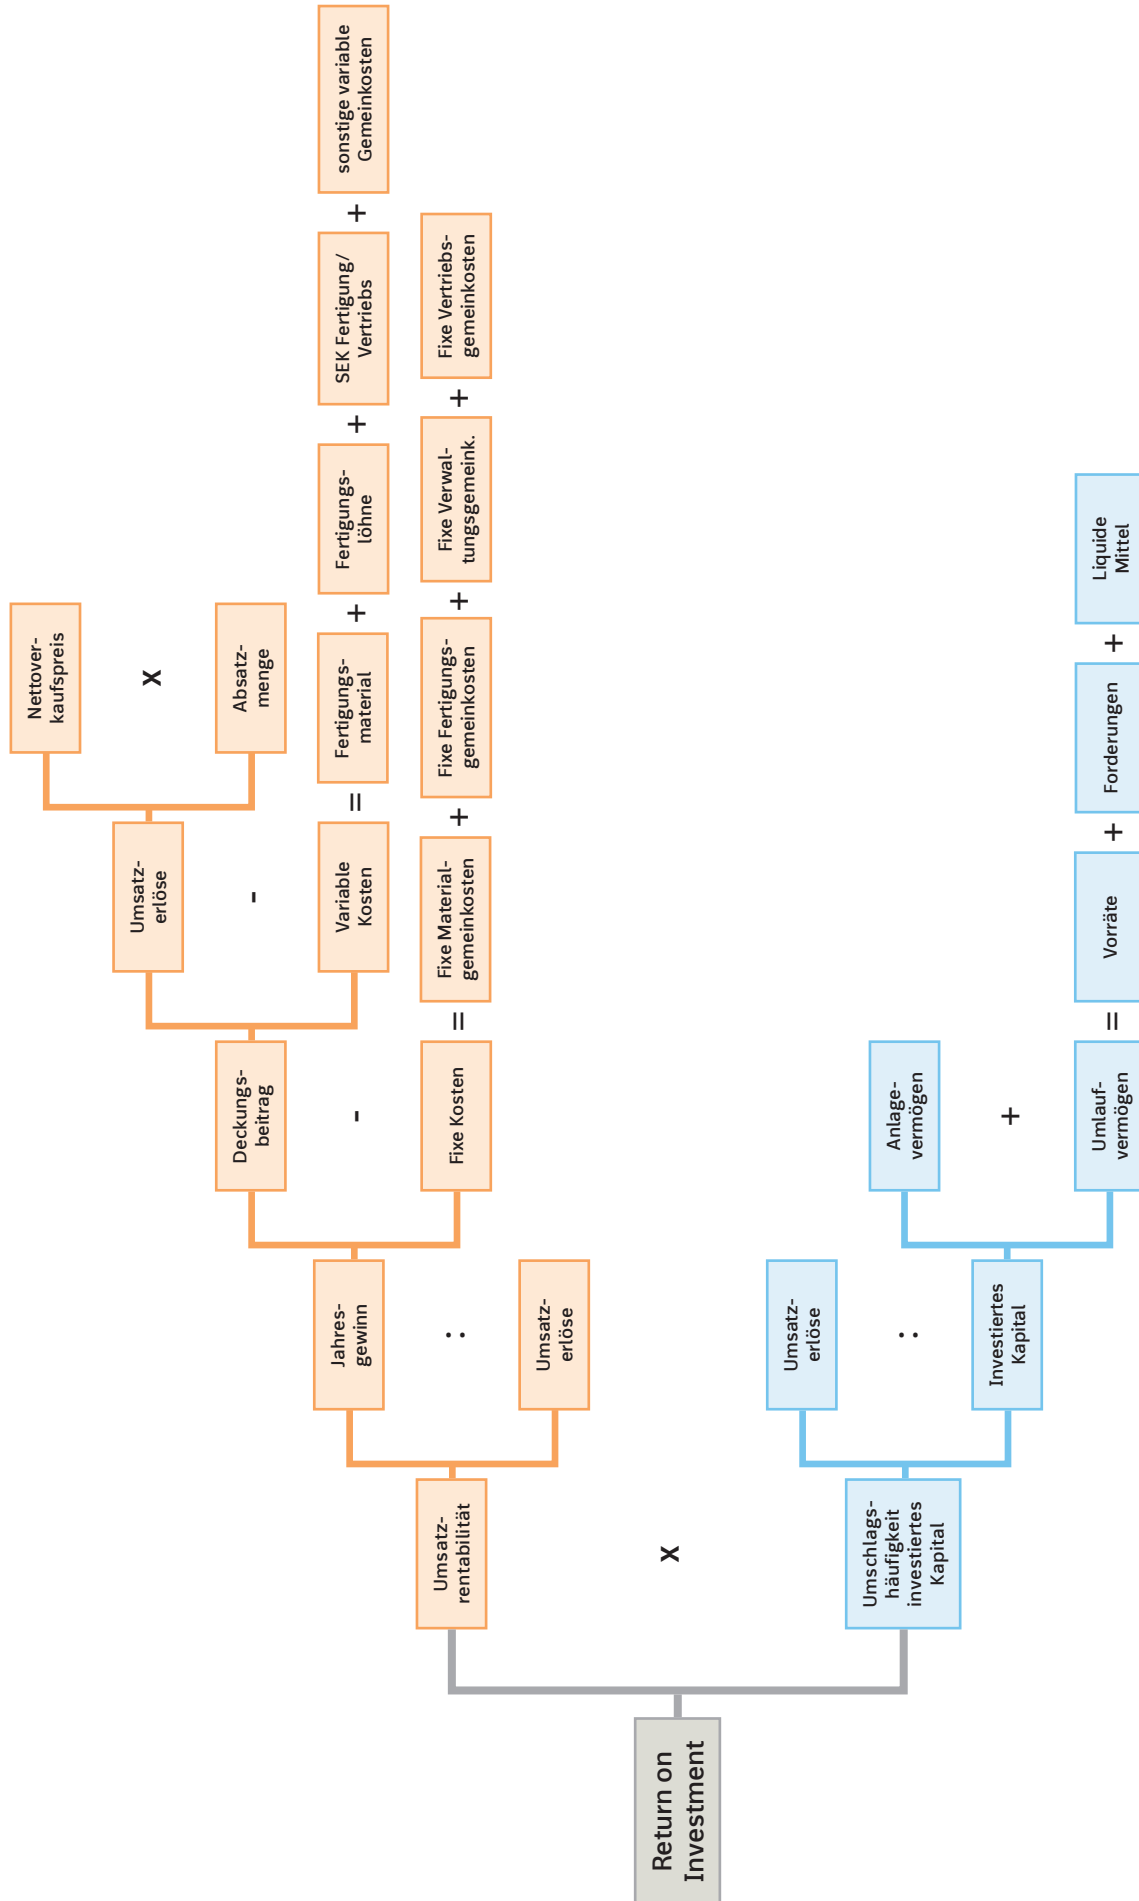 Return on
Investment
Umsatz-
rentabilität
x
Umschlags-
häufigkeit
investiertes
Kapital
Jahres-
gewinn
:
Umsatz-
erlöse
Umsatz-
erlöse
:
Investiertes
Kapital
Deckungs-
beitrag
-
Fixe Kosten
=
Fixe Material-
gemeinkosten
+
Fixe Fertigungs-
gemeinkosten
+
Fixe Verwal-
tungsgemeink.
+
Fixe Vertriebs-
gemeinkosten
Umsatz-
erlöse
-
Variable
Kosten
=
Fertigungs-
material
+
Fertigungs-
löhne
+
SEK Fertigung/
Vertriebs
+
sonstige variable
Gemeinkosten
Nettover-
kaufspreis
x
Absatz-
menge
Anlage-
vermögen
+
Umlauf-
vermögen
=
Vorräte
+
Forderungen
+
Liquide
Mittel